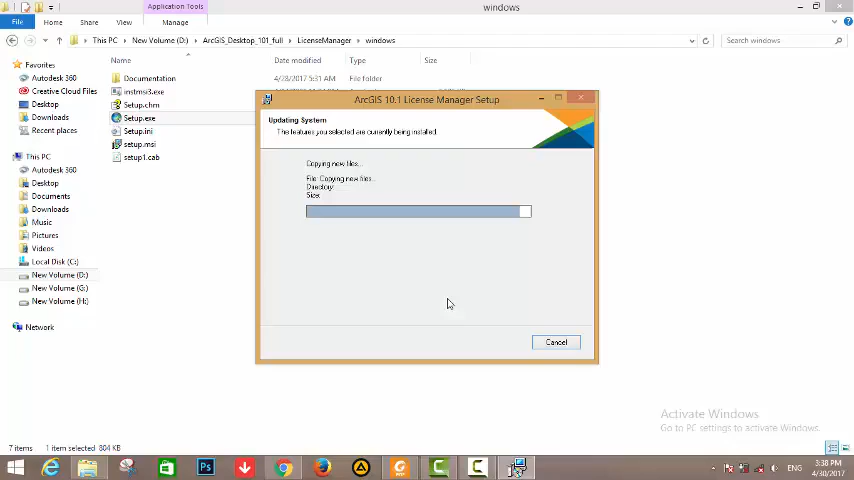 Application Tools
windows
File
Home
Share
View
Manage
This PC
New Volume (D:)
ArcGIS_Desktop_101_full
LicenseManager
windows
Search windows
Favorites
Autodesk 360
Creative Cloud Files
Desktop
Downloads
Recent places
This PC
Autodesk 360
Desktop
Documents
Downloads
Music
Pictures
Videos
Local Disk (C:)
New Volume (D:)
New Volume (G:)
New Volume (H:)
Network
Name
Date modified
Type
Size
Documentation
4/28/2017 5:31 AM
File folder
instmsi3.exe
Setup.chm
Setup.exe
Setup.ini
setup.msi
setup1.cab
ArcGIS 10.1 License Manager Setup
Updating System
The features you selected are currently being installed.
Copying new files...
File: Copying new files...
Directory:
Size:
Cancel
Activate Windows
Go to PC settings to activate Windows.
7 items
1 item selected. 804 KB
Ps
WIP
ENG
3:38 PM
4/30/2017